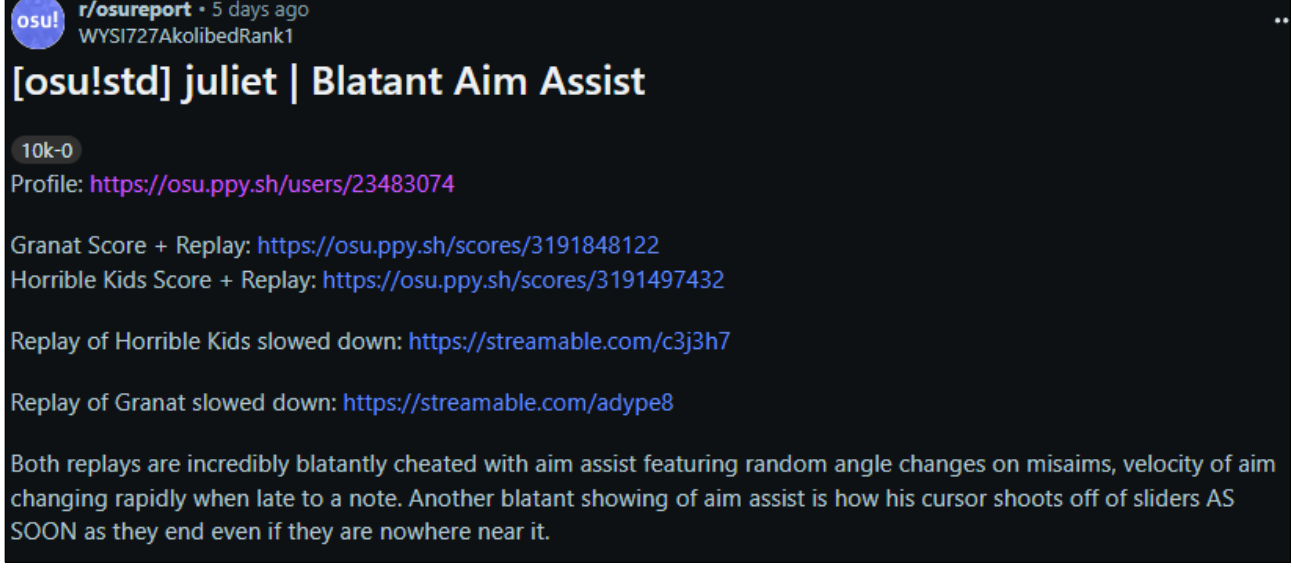 osu!
r/osureport • 5 days ago
WYSI727AkolibedRank1
[osu!std] juliet | Blatant Aim Assist
10k-0
Profile: https://osu.ppy.sh/users/23483074
Granat Score + Replay: https://osu.ppy.sh/scores/3191848122
Horrible Kids Score + Replay: https://osu.ppy.sh/scores/3191497432
Replay of Horrible Kids slowed down: https://streamable.com/c3j3h7
Replay of Granat slowed down: https://streamable.com/adype8
Both replays are incredibly blatantly cheated with aim assist featuring random angle changes on misaims, velocity of aim
changing rapidly when late to a note. Another blatant showing of aim assist is how his cursor shoots off of sliders AS
SOON as they end even if they are nowhere near it.